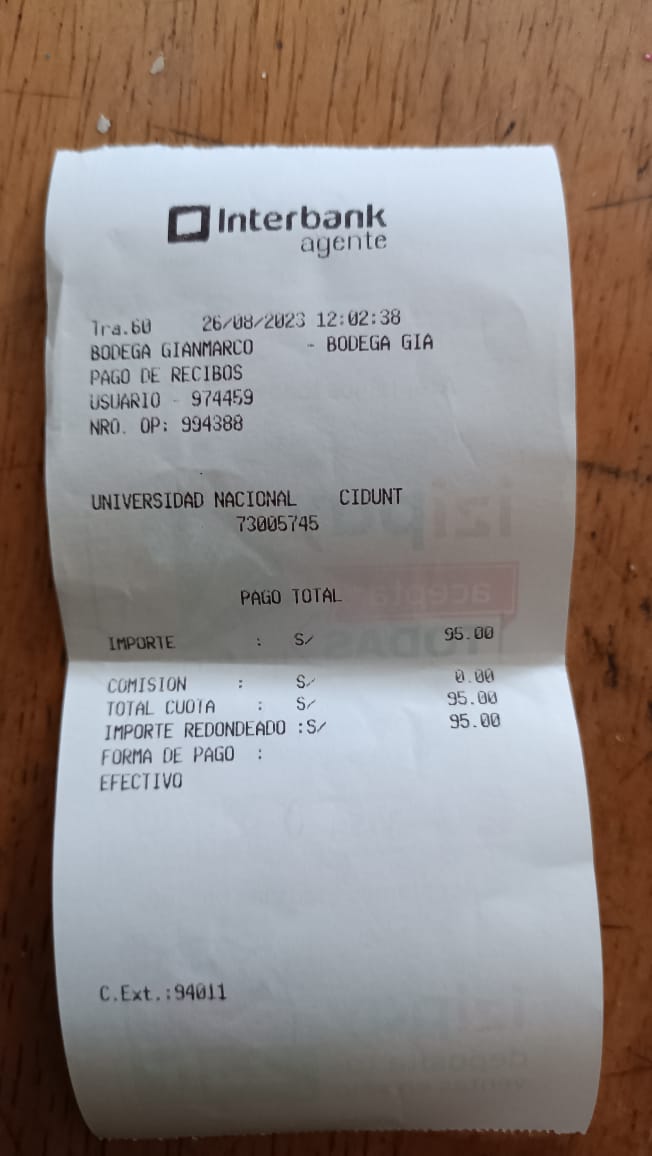 Interbank
agente
Tra.60 26/08/2023 12:02:38
BODEGA GIANMARCO - BODEGA GIA
PAGO DE RECIBOS
USUARIO - 974459
NRO. OP: 994388
UNIVERSIDAD NACIONAL CIDUNT
73005745
PAGO TOTAL
IMPORTE : S/ 95.00
COMISION : S/ 0.00
TOTAL CUOTA : S/ 95.00
IMPORTE REDONDEADO :S/ 95.00
FORMA DE PAGO :
EFECTIVO
C.Ext.:94011